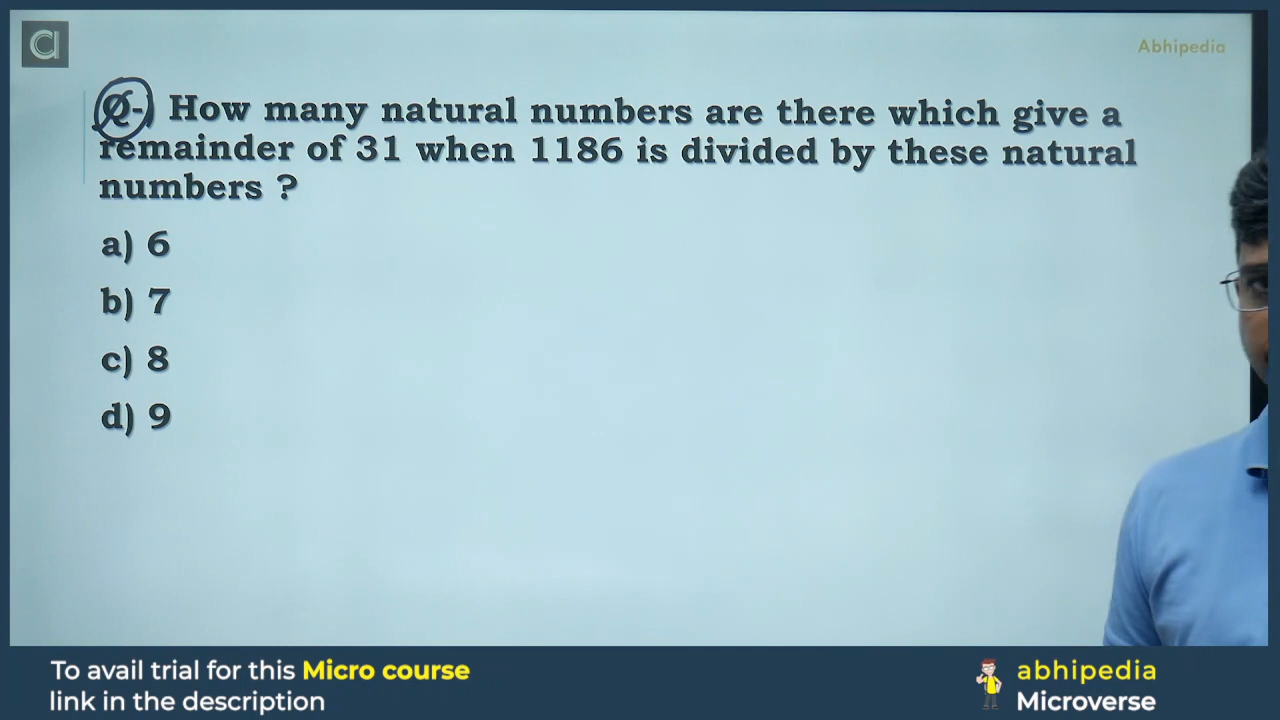 Abhipedia
Q-) How many natural numbers are there which give a
remainder of 31 when 1186 is divided by these natural
numbers ?
a) 6
b) 7
c) 8
d) 9
To avail trial for this Micro course
link in the description
abhipedia
Microverse